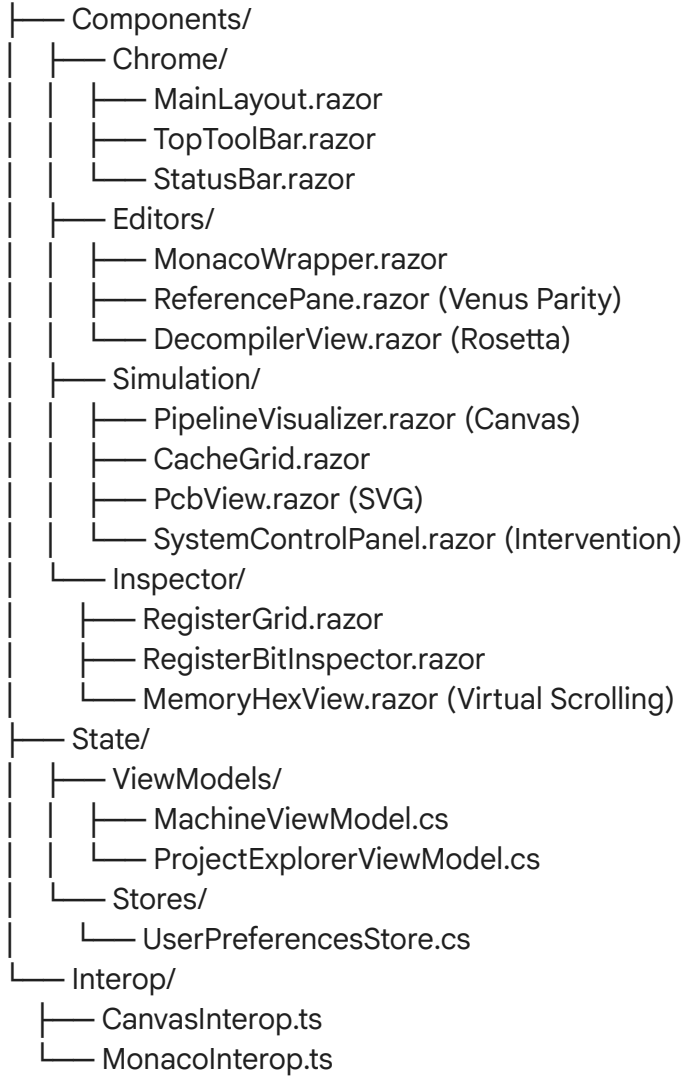 ├── Components/
│   ├── Chrome/
│   │   ├── MainLayout.razor
│   │   ├── TopToolBar.razor
│   │   └── StatusBar.razor
│   ├── Editors/
│   │   ├── MonacoWrapper.razor
│   │   ├── ReferencePane.razor (Venus Parity)
│   │   └── DecompilerView.razor (Rosetta)
│   ├── Simulation/
│   │   ├── PipelineVisualizer.razor (Canvas)
│   │   ├── CacheGrid.razor
│   │   ├── PcbView.razor (SVG)
│   │   └── SystemControlPanel.razor (Intervention)
│   └── Inspector/
│       ├── RegisterGrid.razor
│       ├── RegisterBitInspector.razor
│       └── MemoryHexView.razor (Virtual Scrolling)
├── State/
│   ├── ViewModels/
│   │   ├── MachineViewModel.cs
│   │   └── ProjectExplorerViewModel.cs
│   └── Stores/
│       └── UserPreferencesStore.cs
└── Interop/
    ├── CanvasInterop.ts
    └── MonacoInterop.ts